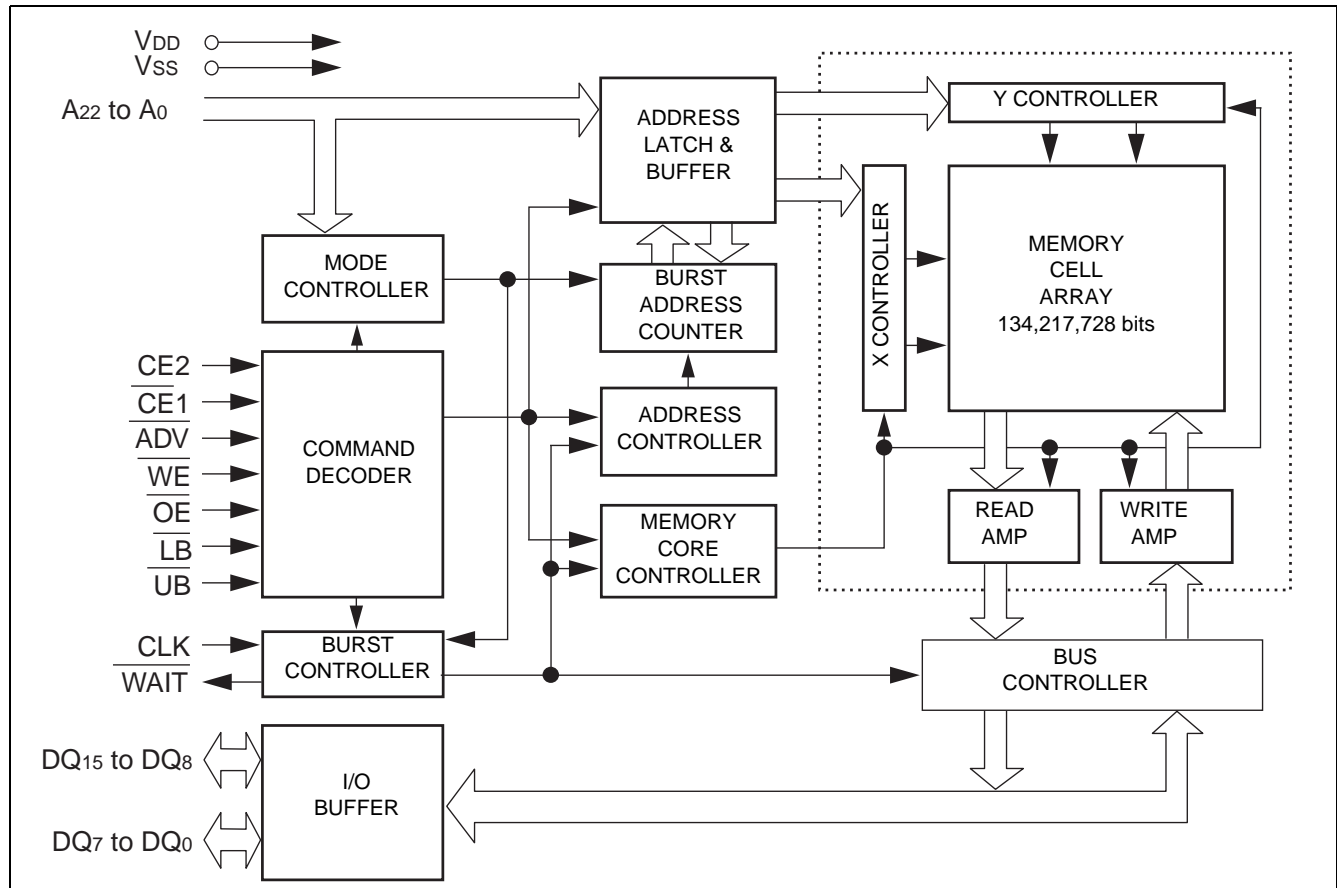 VDD
VSS
A22 to A0
ADDRESS
LATCH &
BUFFER
Y CONTROLLER
X CONTROLLER
MEMORY
CELL
ARRAY
134,217,728 bits
MODE
CONTROLLER
BURST
ADDRESS
COUNTER
CE2
CE1
ADV
WE
OE
LB
UB
COMMAND
DECODER
ADDRESS
CONTROLLER
MEMORY
CORE
CONTROLLER
READ
AMP
WRITE
AMP
CLK
WAIT
BURST
CONTROLLER
BUS
CONTROLLER
DQ15 to DQ8
DQ7 to DQ0
I/O
BUFFER